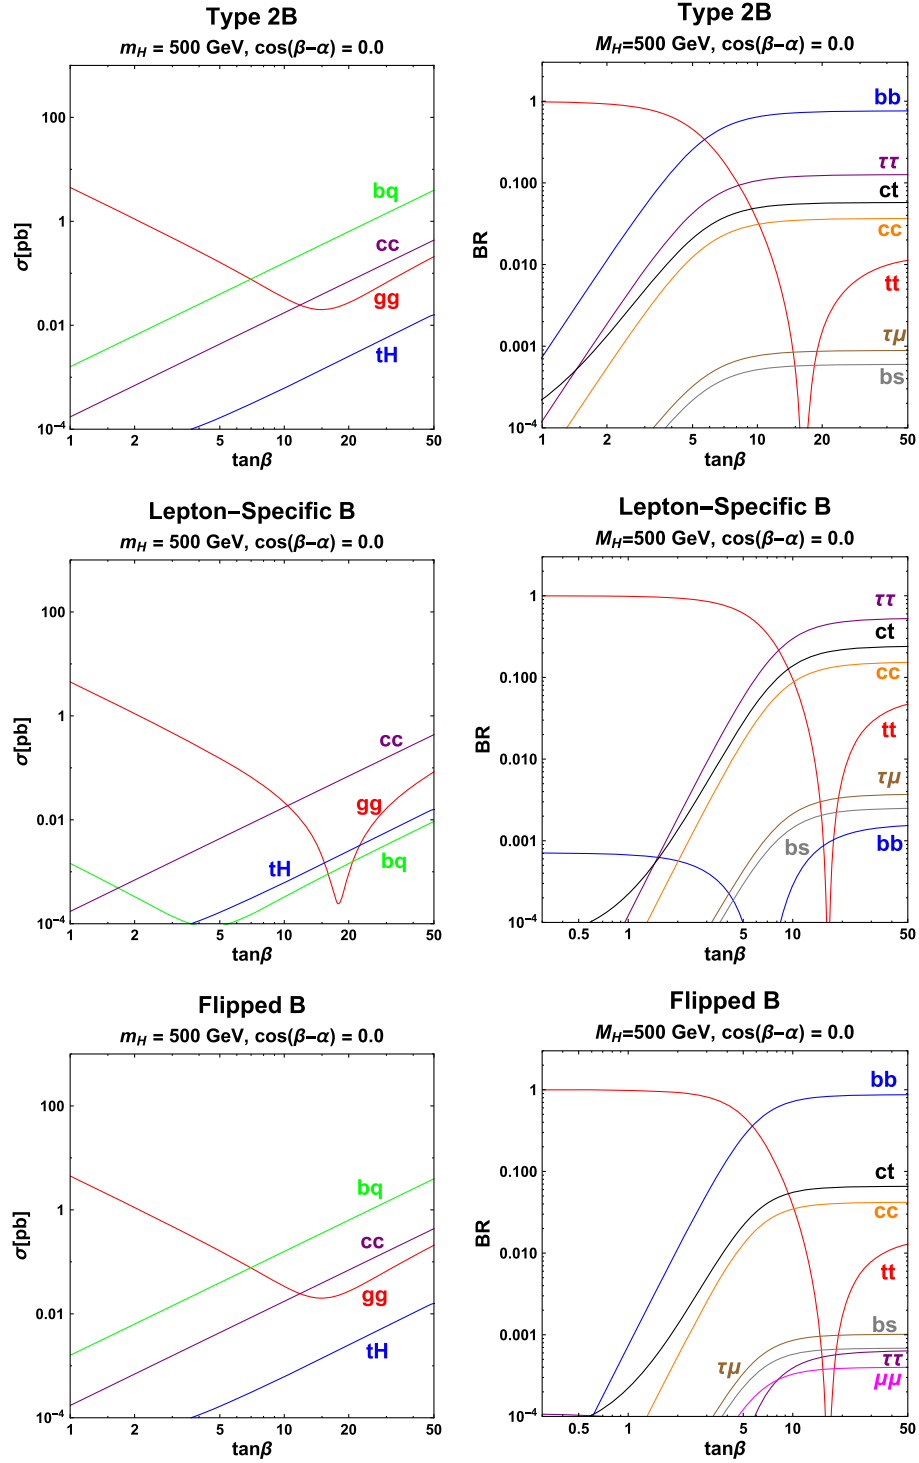 Type 2B
m_H = 500 GeV, cos(β−α) = 0.0
σ[pb]
100
1
0.01
10⁻⁴
bq
cc
gg
tH
1 2 5 10 20 50
tanβ
Type 2B
M_H=500 GeV, cos(β−α) = 0.0
BR
1
0.100
0.010
0.001
10⁻⁴
bb
ττ
ct
cc
tt
τμ
bs
1 2 5 10 20 50
tanβ
Lepton−Specific B
m_H = 500 GeV, cos(β−α) = 0.0
σ[pb]
100
1
0.01
10⁻⁴
cc
gg
tH
bq
1 2 5 10 20 50
tanβ
Lepton−Specific B
M_H=500 GeV, cos(β−α) = 0.0
BR
1
0.100
0.010
0.001
10⁻⁴
ττ
ct
cc
tt
τμ
bs
bb
0.5 1 5 10 50
tanβ
Flipped B
m_H = 500 GeV, cos(β−α) = 0.0
σ[pb]
100
1
0.01
10⁻⁴
bq
cc
gg
tH
1 2 5 10 20 50
tanβ
Flipped B
M_H=500 GeV, cos(β−α) = 0.0
BR
1
0.100
0.010
0.001
10⁻⁴
bb
ct
cc
tt
bs
τμ
ττ
μμ
0.5 1 5 10 50
tanβ